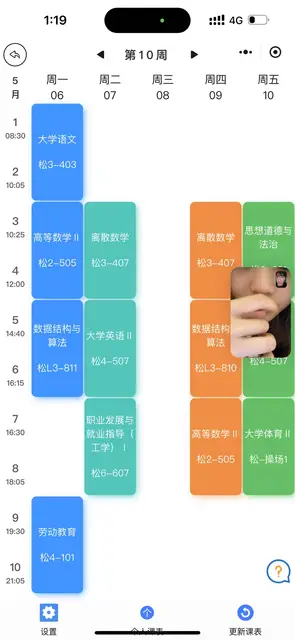 1:19
4G
第10周
5
月
周一
06
周二
07
周三
08
周四
09
周五
10
1
08:30
2
10:05
3
10:25
4
12:00
5
14:40
6
16:15
7
16:30
8
18:05
9
19:30
10
21:05
大学语文
松3-403
高等数学Ⅱ
松2-505
数据结构与
算法
松L3-811
劳动教育
松4-101
离散数学
松3-407
大学英语Ⅱ
松4-507
职业发展与
就业指导（
工学）Ⅰ
松6-607
离散数学
松3-407
数据结构与
算法
松L3-810
高等数学Ⅱ
松2-505
思想道德与
法治
松4-507
大学体育Ⅱ
松-操场1
?
设置
个
个人课表
更新课表